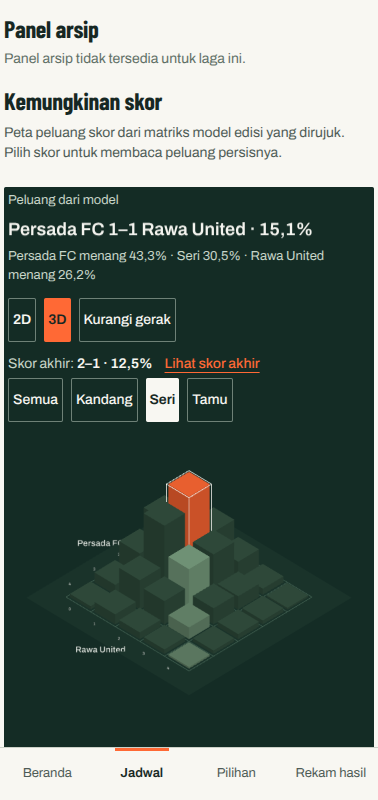 Panel arsip
Panel arsip tidak tersedia untuk laga ini.
Kemungkinan skor
Peta peluang skor dari matriks model edisi yang dirujuk.
Pilih skor untuk membaca peluang persisnya.
Peluang dari model
Persada FC 1–1 Rawa United · 15,1%
Persada FC menang 43,3% · Seri 30,5% · Rawa United
menang 26,2%
2D 3D Kurangi gerak
Skor akhir: 2–1 · 12,5% Lihat skor akhir
Semua Kandang Seri Tamu
Persada
Rawa United
Beranda Jadwal Pilihan Rekam hasil